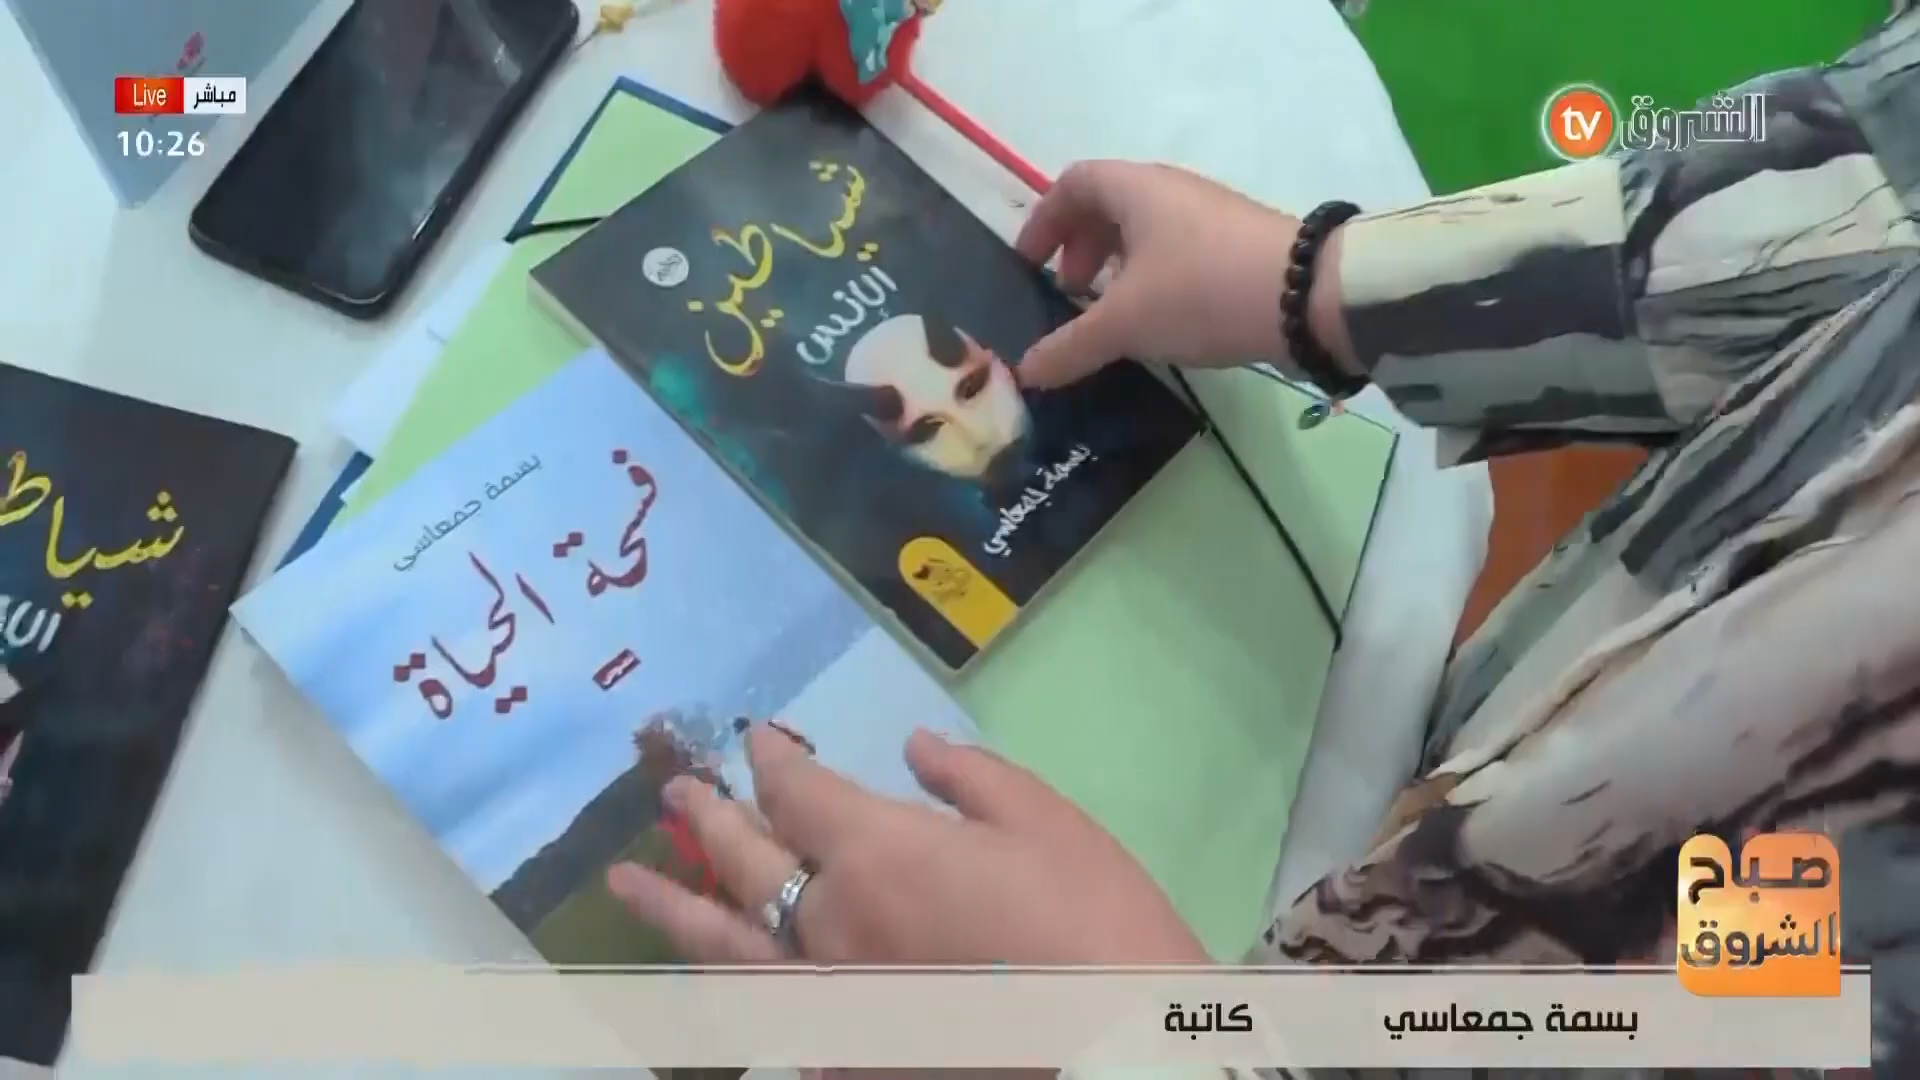 Live مباشر
10:26
الشروق tv
شياطين
الإنس
بسمة جمعاسي
بسمة جمعاسي
فسحة الحياة
شياط
صباح
الشروق
بسمة جمعاسي كاتبة